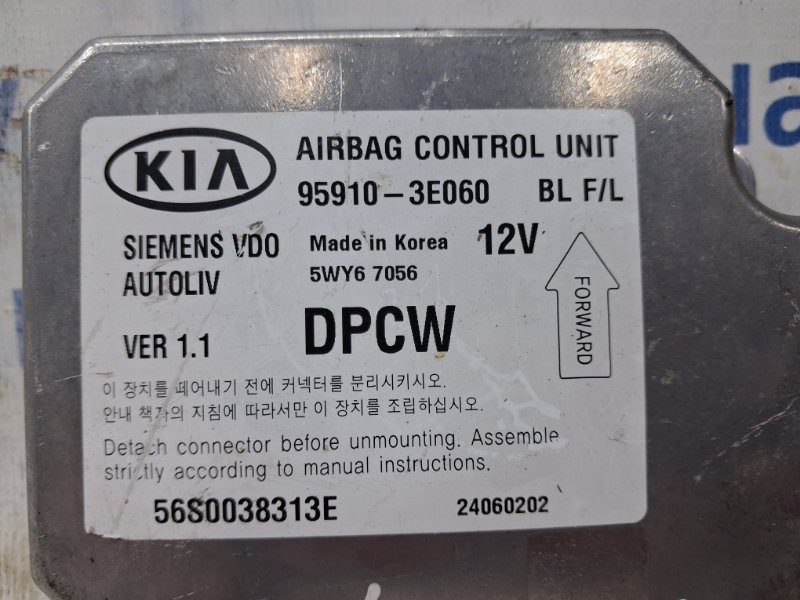 KIA AIRBAG CONTROL UNIT
95910-3E060 BL F/L
SIEMENS VDO Made in Korea 12V
AUTOLIV 5WY6 7056
VER 1.1 DPCW
FORWARD
이 장치를 떼어내기 전에 커넥터를 분리시키시오.
안내 책자의 지침에 따라서만 이 장치를 조립하십시오.
Detach connector before unmounting. Assemble
strictly according to manual instructions.
56S0038313E 24060202